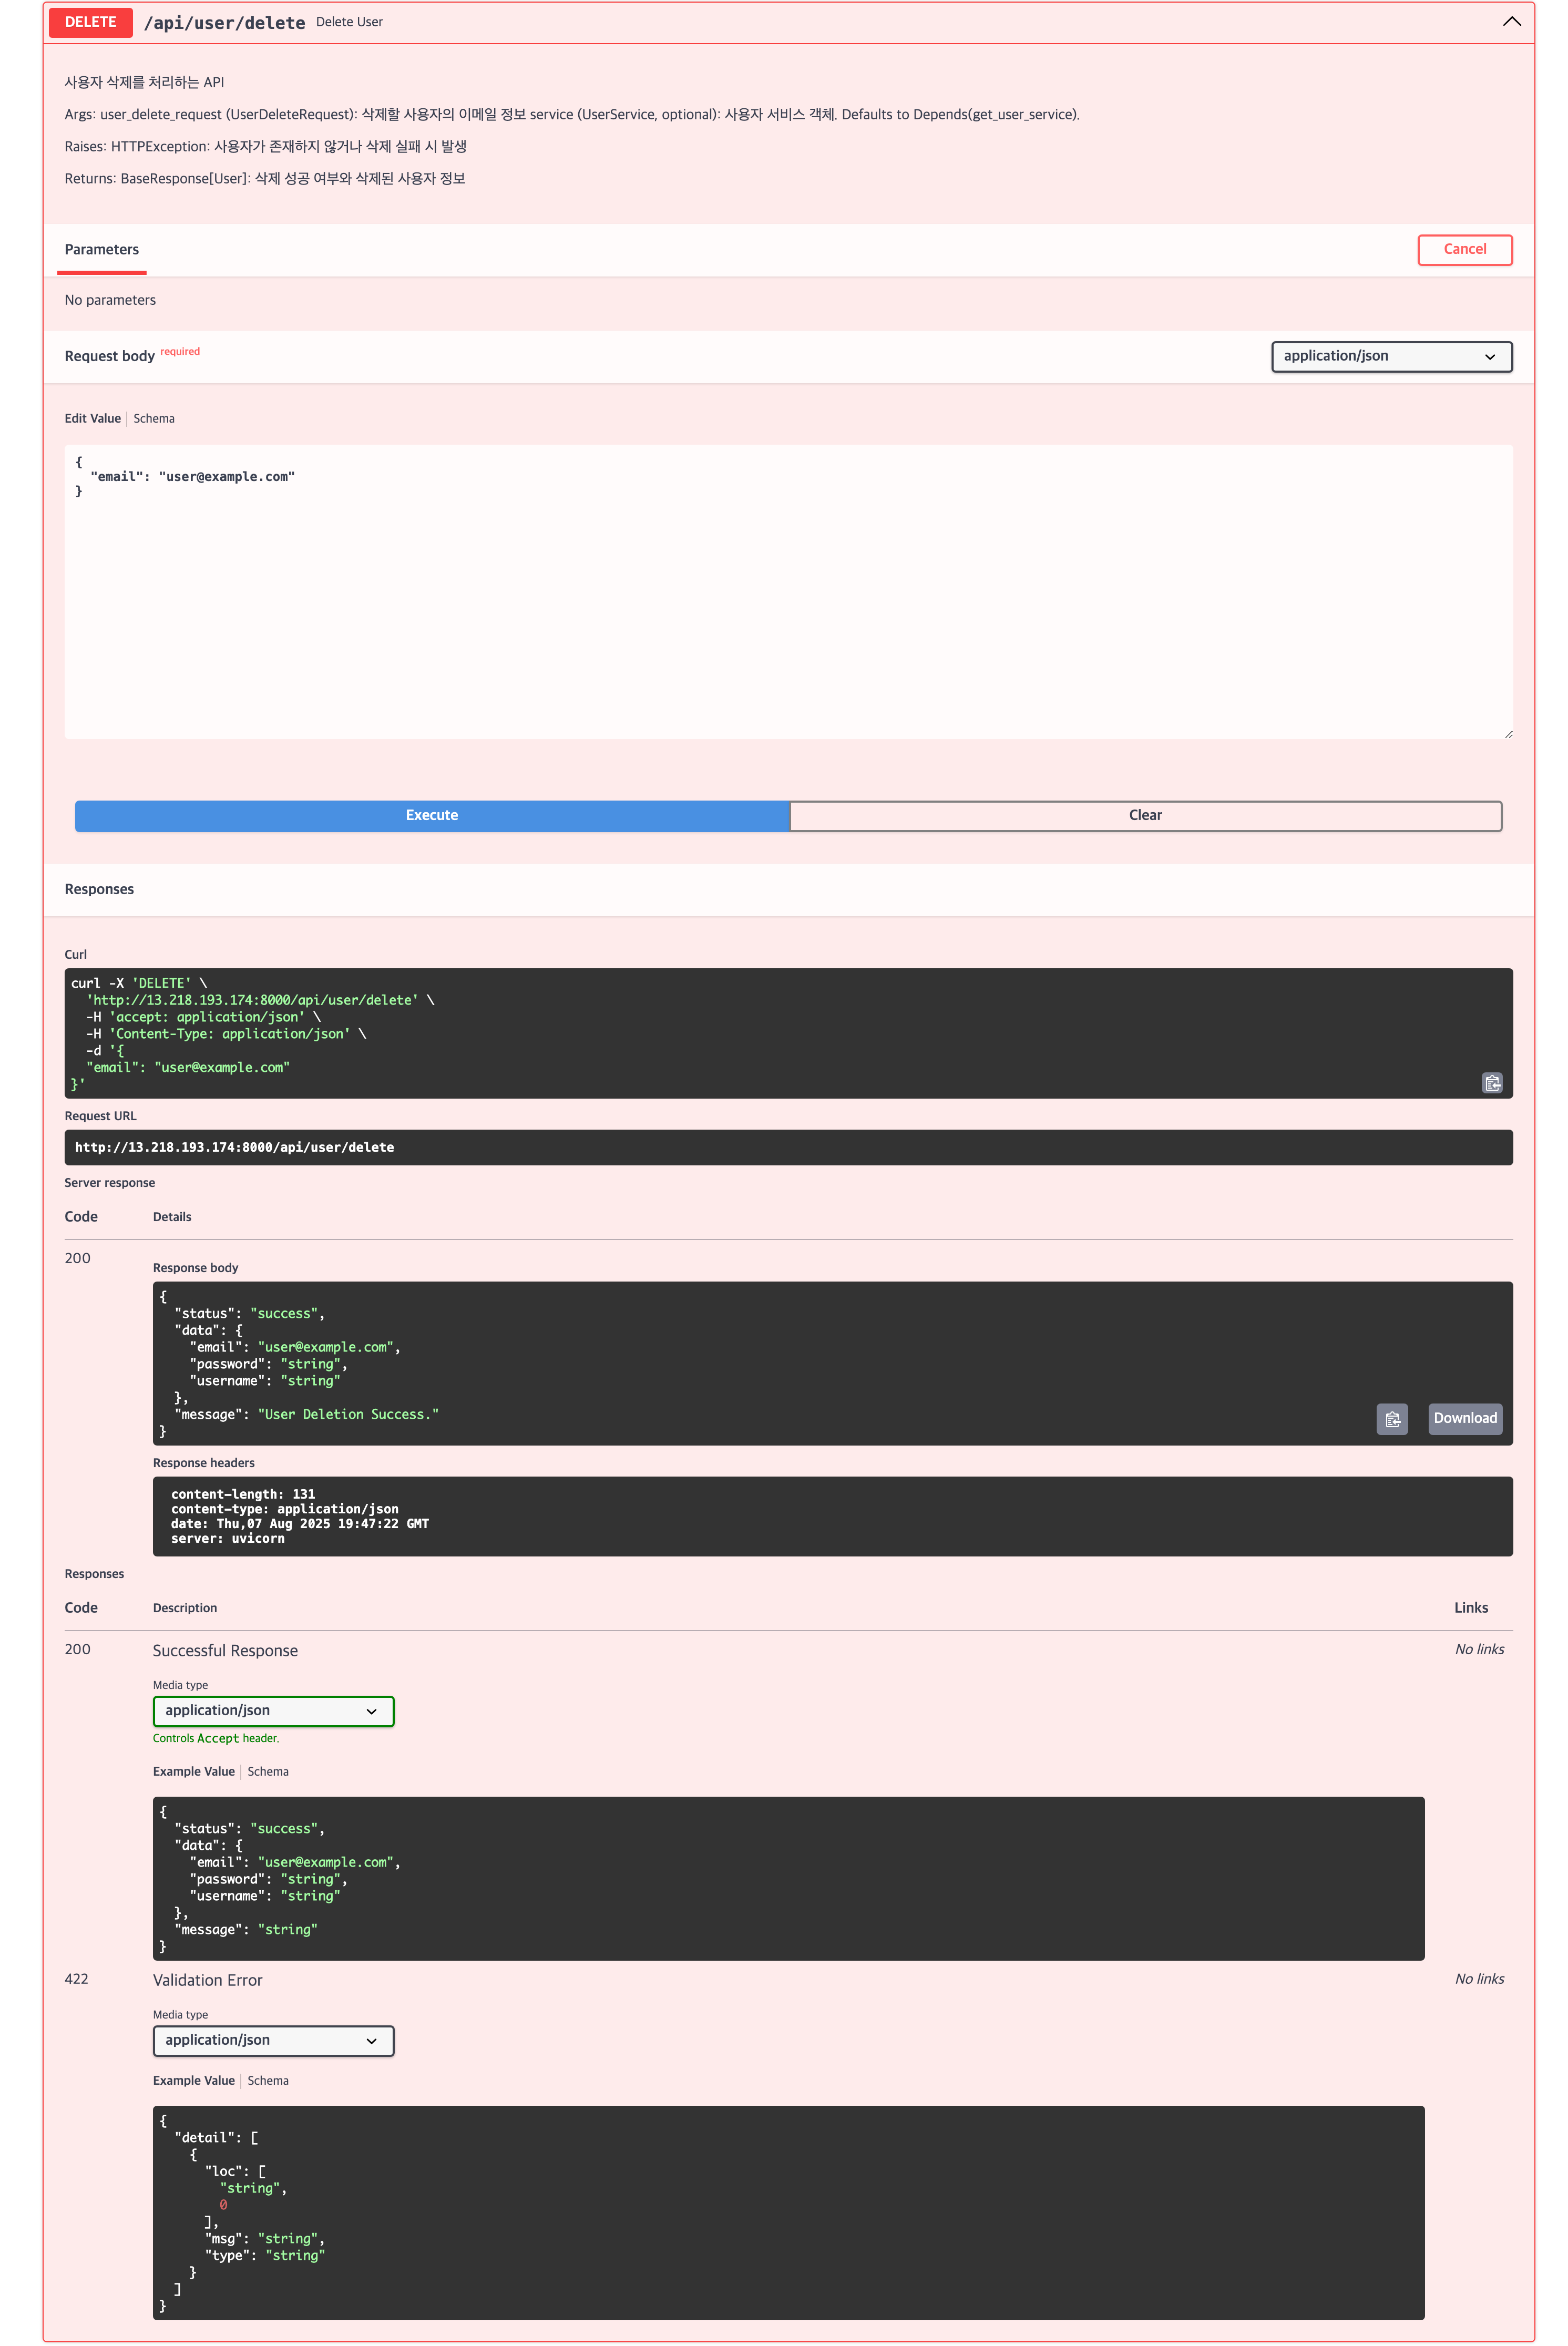 DELETE /api/user/delete Delete User
사용자 삭제를 처리하는 API
Args: user_delete_request (UserDeleteRequest): 삭제할 사용자의 이메일 정보 service (UserService, optional): 사용자 서비스 객체. Defaults to Depends(get_user_service).
Raises: HTTPException: 사용자가 존재하지 않거나 삭제 실패 시 발생
Returns: BaseResponse[User]: 삭제 성공 여부와 삭제된 사용자 정보
Parameters Cancel
No parameters
Request body required application/json
Edit Value Schema
{
  "email": "user@example.com"
}
Execute Clear
Responses
Curl
curl -X 'DELETE' \
  'http://13.218.193.174:8000/api/user/delete' \
  -H 'accept: application/json' \
  -H 'Content-Type: application/json' \
  -d '{
  "email": "user@example.com"
}'
Request URL
http://13.218.193.174:8000/api/user/delete
Server response
Code Details
200
Response body
{
  "status": "success",
  "data": {
    "email": "user@example.com",
    "password": "string",
    "username": "string"
  },
  "message": "User Deletion Success."
}
Download
Response headers
content-length: 131
content-type: application/json
date: Thu,07 Aug 2025 19:47:22 GMT
server: uvicorn
Responses
Code Description Links
200 Successful Response No links
Media type
application/json
Controls Accept header.
Example Value Schema
{
  "status": "success",
  "data": {
    "email": "user@example.com",
    "password": "string",
    "username": "string"
  },
  "message": "string"
}
422 Validation Error No links
Media type
application/json
Example Value Schema
{
  "detail": [
    {
      "loc": [
        "string",
        0
      ],
      "msg": "string",
      "type": "string"
    }
  ]
}